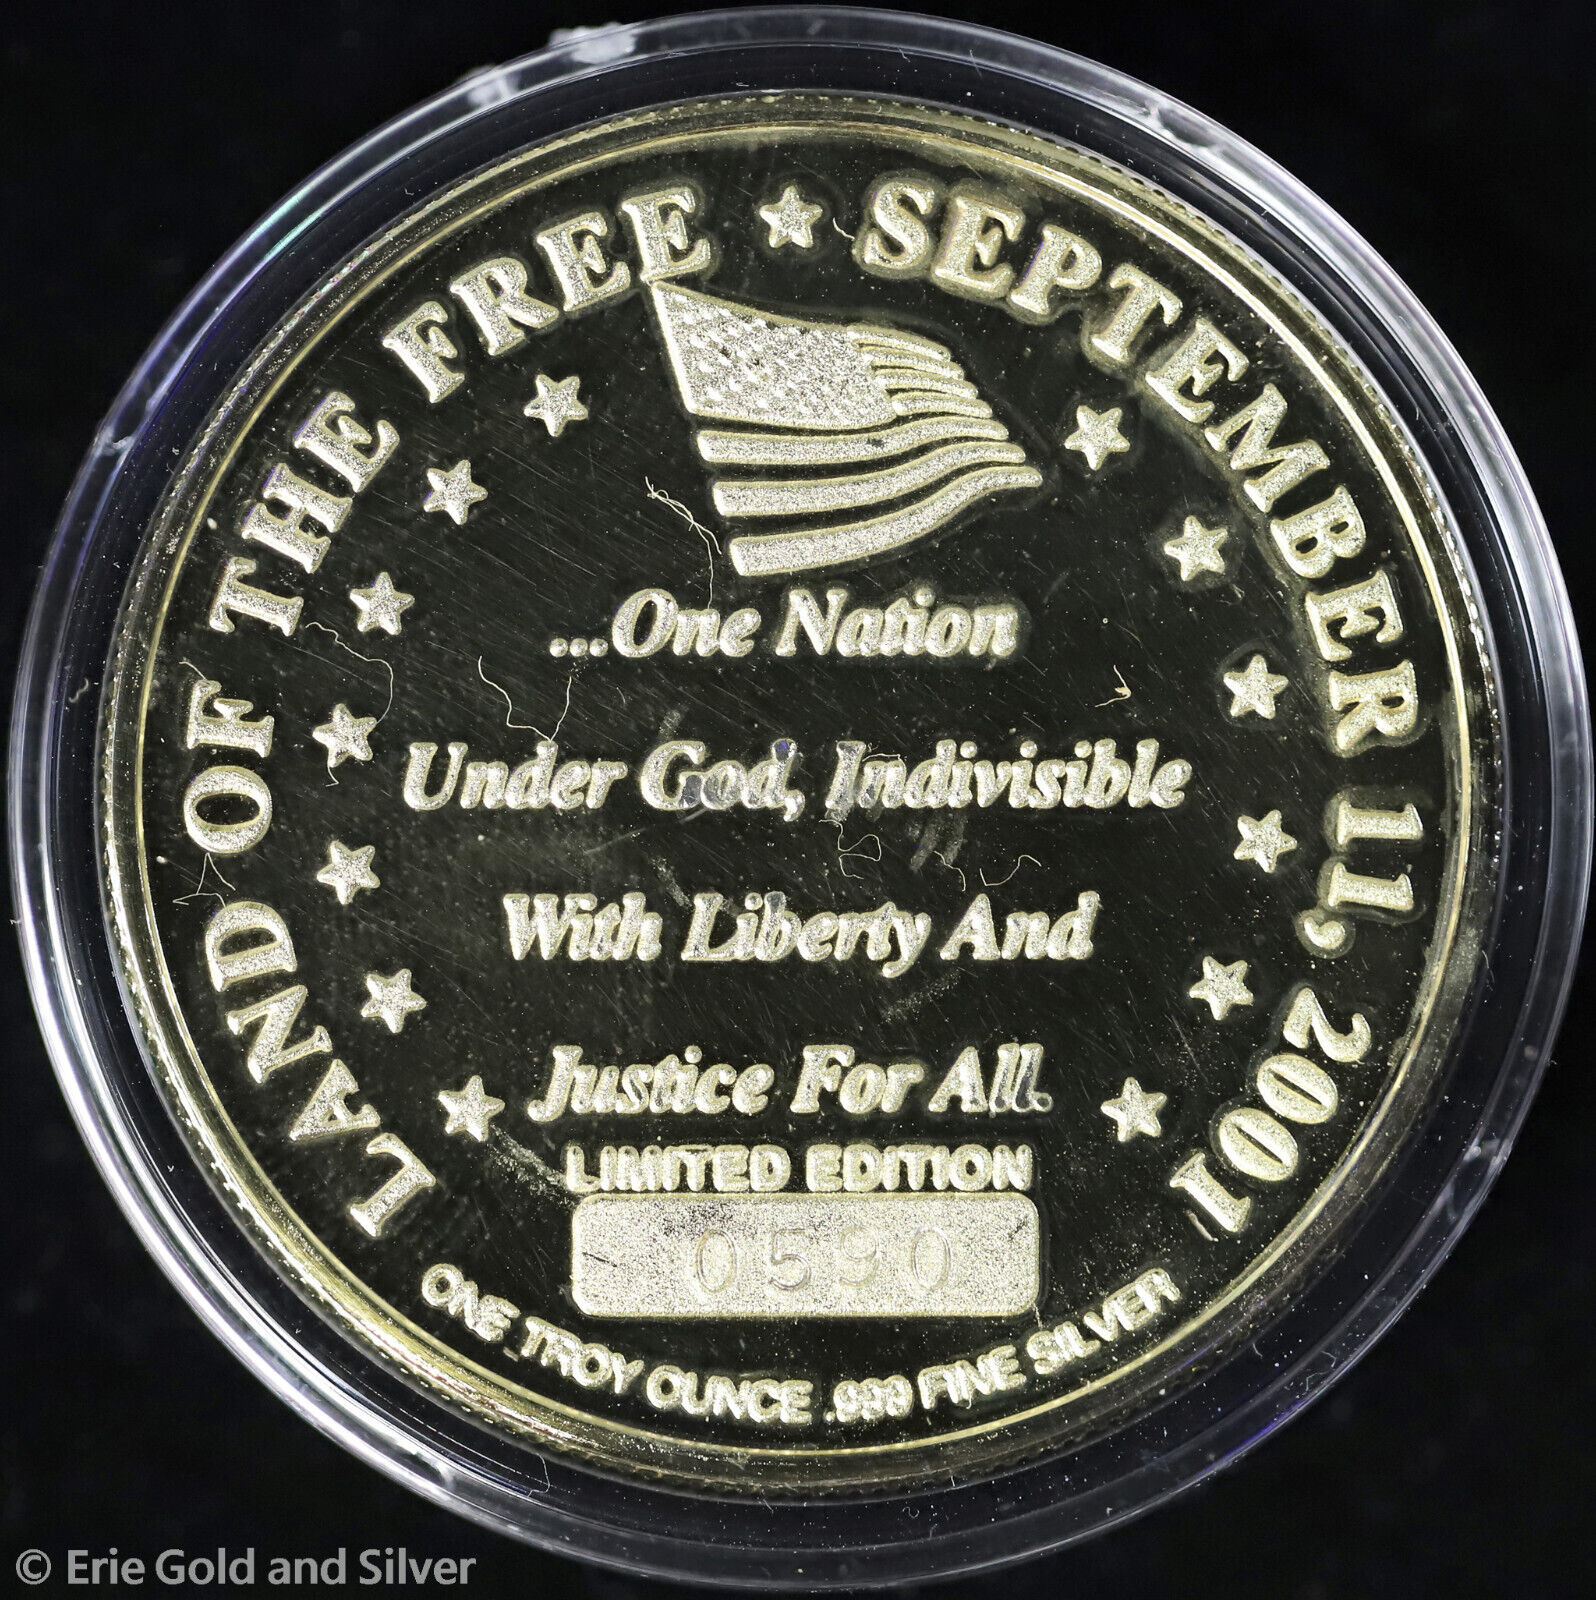 LAND OF THE FREE ★ SEPTEMBER 11, 2001
...One Nation
Under God, Indivisible
With Liberty And
Justice For All.
LIMITED EDITION
0590
ONE TROY OUNCE .999 FINE SILVER
© Erie Gold and Silver